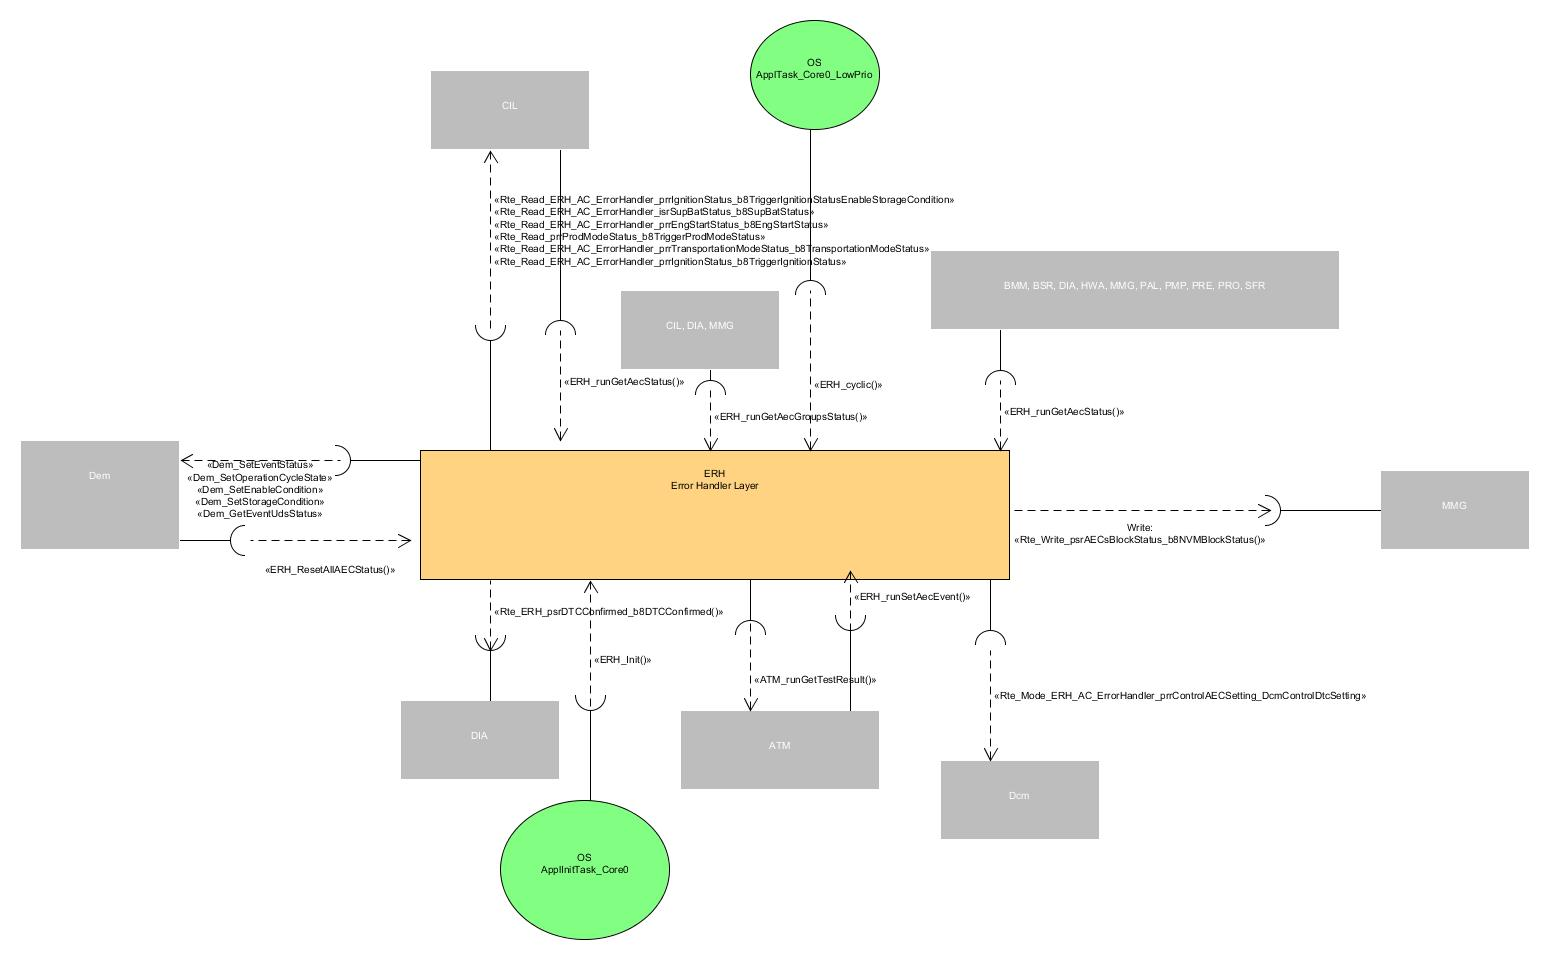 OS
ApplTask_Core0_LowPrio
CIL
«Rte_Read_ERH_AC_ErrorHandler_prrIgnitionStatus_b8TriggerIgnitionStatusEnableStorageCondition»
«Rte_Read_ERH_AC_ErrorHandler_isrSupBatStatus_b8SupBatStatus»
«Rte_Read_ERH_AC_ErrorHandler_prrEngStartStatus_b8EngStartStatus»
«Rte_Read_prrProdModeStatus_b8TriggerProdModeStatus»
«Rte_Read_ERH_AC_ErrorHandler_prrTransportationModeStatus_b8TransportationModeStatus»
«Rte_Read_ERH_AC_ErrorHandler_prrIgnitionStatus_b8TriggerIgnitionStatus»
BMM, BSR, DIA, HWA, MMG, PAL, PMP, PRE, PRO, SFR
CIL, DIA, MMG
«ERH_runGetAecStatus()»
«ERH_cyclic()»
«ERH_runGetAecGroupsStatus()»
«ERH_runGetAecStatus()»
Dem
«Dem_SetEventStatus»
«Dem_SetOperationCycleState»
«Dem_SetEnableCondition»
«Dem_SetStorageCondition»
«Dem_GetEventUdsStatus»
ERH
Error Handler Layer
MMG
Write:
«Rte_Write_psrAECsBlockStatus_b8NVMBlockStatus()»
«ERH_ResetAllAECStatus()»
«ERH_runSetAecEvent()»
«Rte_ERH_psrDTCConfirmed_b8DTCConfirmed()»
«ERH_Init()»
«ATM_runGetTestResult()»
«Rte_Mode_ERH_AC_ErrorHandler_prrControlAECSetting_DcmControlDtcSetting»
DIA
ATM
Dcm
OS
ApplInitTask_Core0